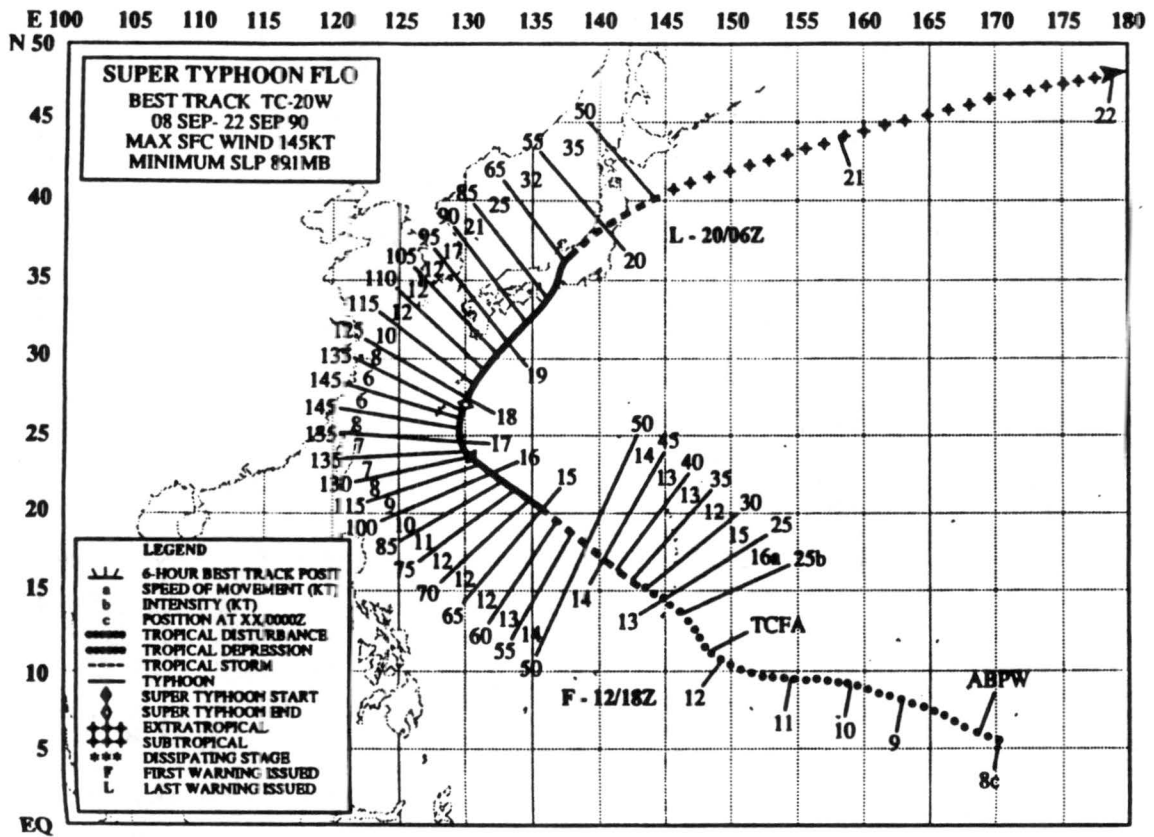 E 100 105 110 115 120 125 130 135 140 145 150 155 160 165 170 175 180
N 50
SUPER TYPHOON FLO
BEST TRACK TC-20W
08 SEP- 22 SEP 90
MAX SFC WIND 145KT
MINIMUM SLP 891MB
50
22
45
55
35
21
65
32
40
85
25
90
21
L - 20/06Z
20
95
17
35
105
12
110
12
12
115
19
125
10
30
135
8
145
6
18
145
6
50
25
135
8
17
14
45
135
7
16
13
40
130
7
15
13
35
115
8
12
30
20
100
9
15
25
85
10
16a
25b
75
11
15
70
12
14
65
12
13
60
12
TCFA
55
13
50
14
10
F - 12/18Z
12
11
10
9
ABPW
8c
5
EQ
LEGEND
6-HOUR BEST TRACK POSIT
a SPEED OF MOVEMENT (KT)
b INTENSITY (KT)
c POSITION AT XX/0000Z
TROPICAL DISTURBANCE
TROPICAL DEPRESSION
TROPICAL STORM
TYPHOON
SUPER TYPHOON START
SUPER TYPHOON END
EXTRATROPICAL
SUBTROPICAL
DISSIPATING STAGE
F FIRST WARNING ISSUED
L LAST WARNING ISSUED